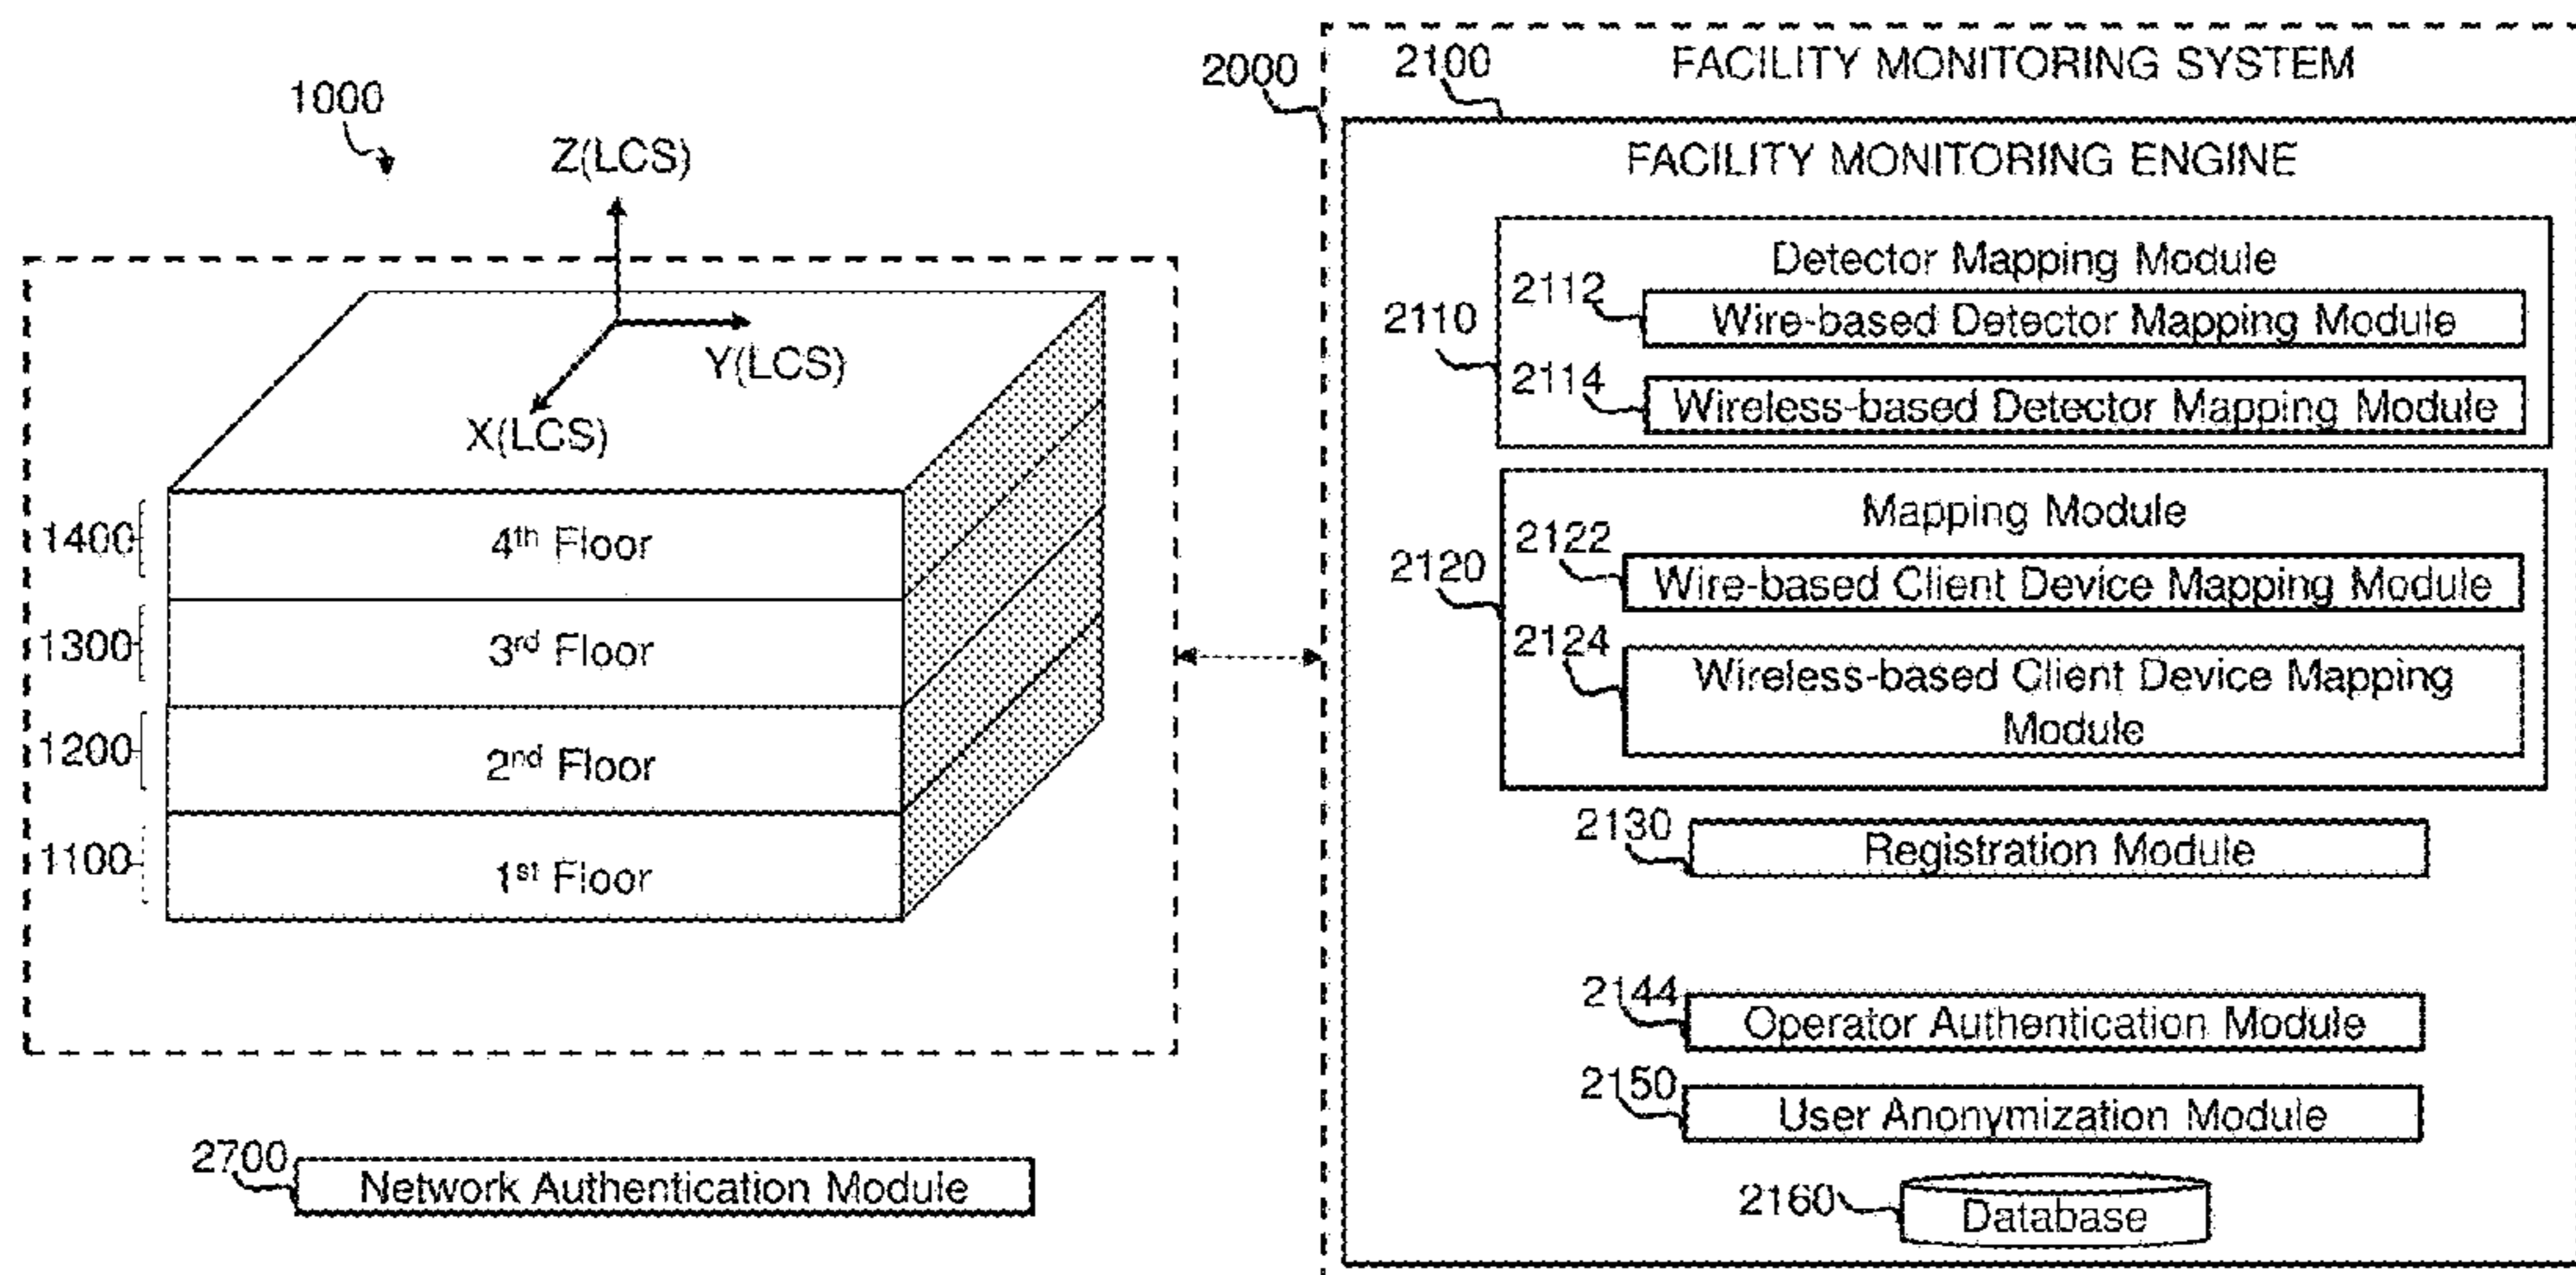 1000
Z(LCS)
Y(LCS)
X(LCS)
1400
4th Floor
1300
3rd Floor
1200
2nd Floor
1100
1st Floor
2700
Network Authentication Module
2000
2100
FACILITY MONITORING SYSTEM
FACILITY MONITORING ENGINE
2110
Detector Mapping Module
2112
Wire-based Detector Mapping Module
2114
Wireless-based Detector Mapping Module
2120
Mapping Module
2122
Wire-based Client Device Mapping Module
2124
Wireless-based Client Device Mapping
Module
2130
Registration Module
2144
Operator Authentication Module
2150
User Anonymization Module
2160
Database